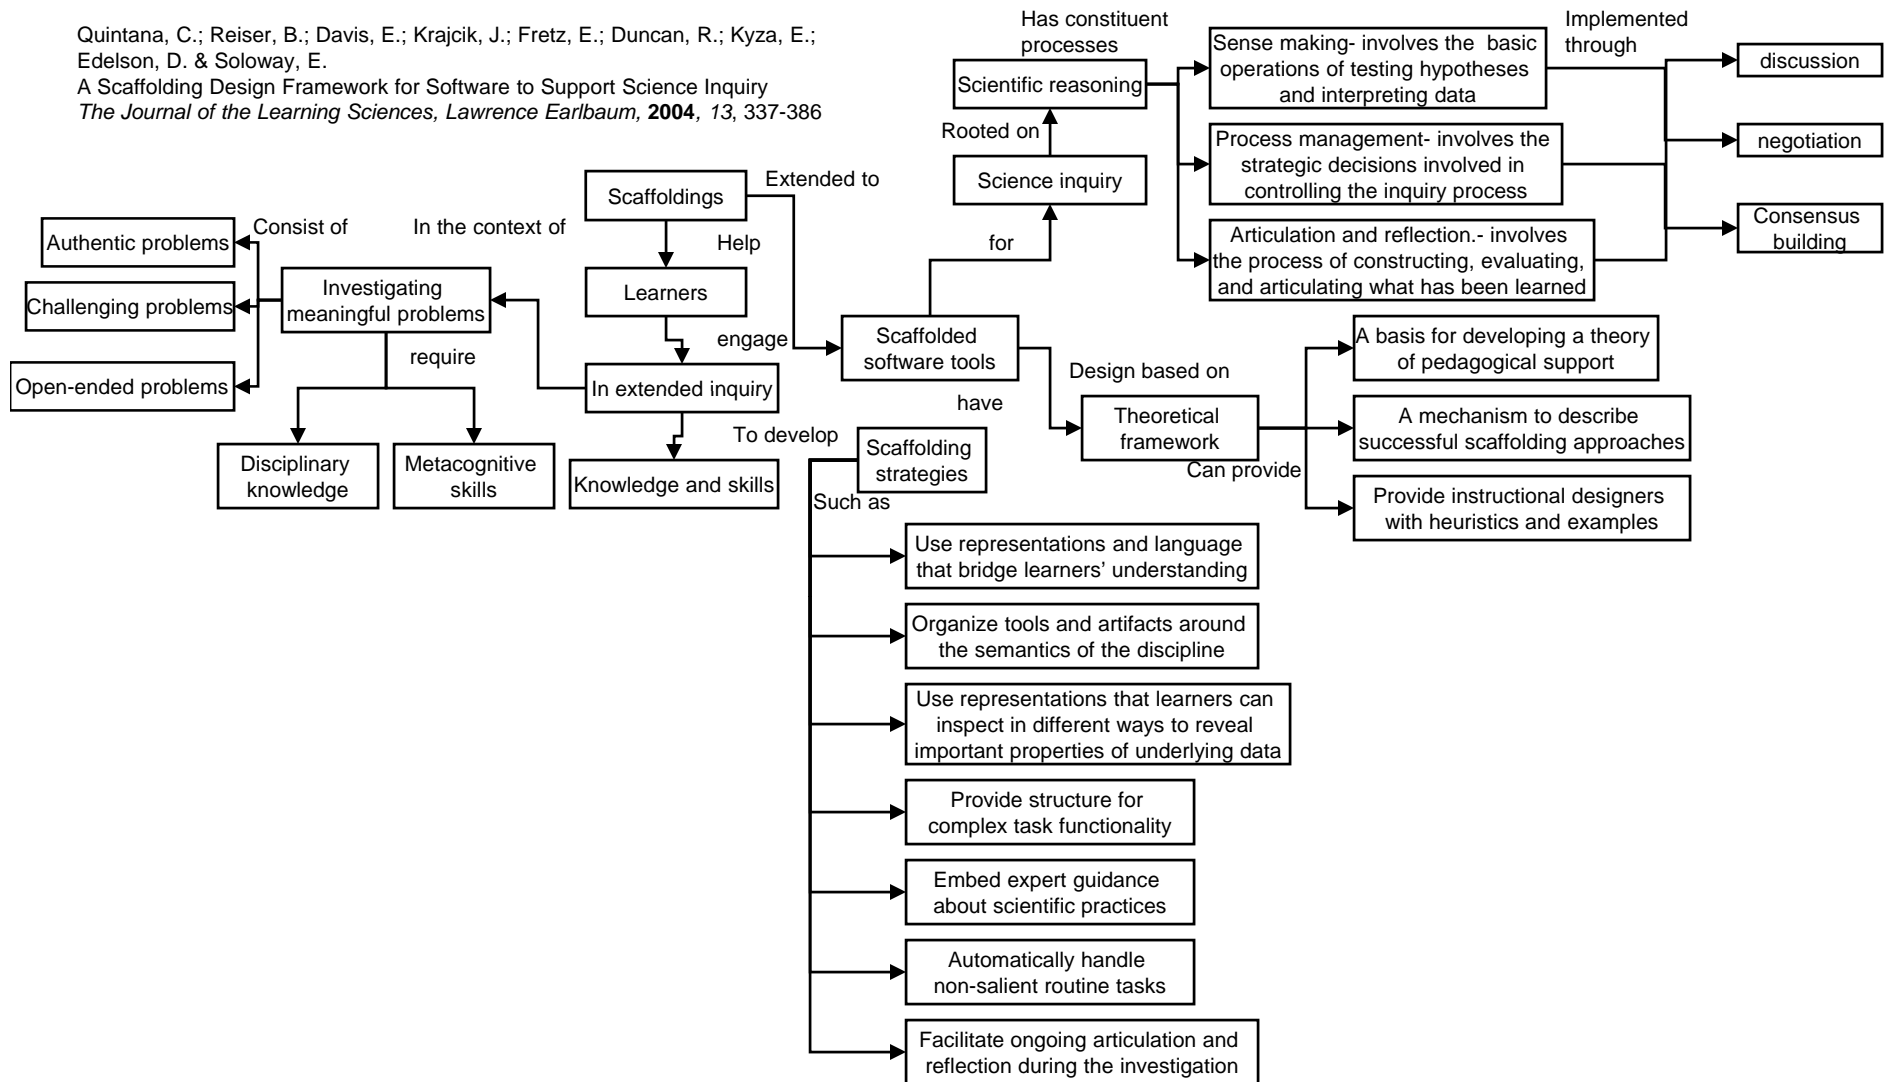 Quintana, C.; Reiser, B.; Davis, E.; Krajcik, J.; Fretz, E.; Duncan, R.; Kyza, E.;
Edelson, D. & Soloway, E.
A Scaffolding Design Framework for Software to Support Science Inquiry
The Journal of the Learning Sciences, Lawrence Earlbaum, 2004, 13, 337-386
Has constituent
processes
Implemented
through
Scientific reasoning
Sense making- involves the basic
operations of testing hypotheses
and interpreting data
discussion
Rooted on
Process management- involves the
strategic decisions involved in
controlling the inquiry process
negotiation
Science inquiry
Articulation and reflection.- involves
the process of constructing, evaluating,
and articulating what has been learned
Consensus
building
Scaffoldings
Extended to
for
Help
Learners
engage
In the context of
Consist of
Authentic problems
Challenging problems
Open-ended problems
Investigating
meaningful problems
require
In extended inquiry
Disciplinary
knowledge
Metacognitive
skills
Knowledge and skills
To develop
Scaffolded
software tools
have
Design based on
Theoretical
framework
Can provide
A basis for developing a theory
of pedagogical support
A mechanism to describe
successful scaffolding approaches
Provide instructional designers
with heuristics and examples
Scaffolding
strategies
Such as
Use representations and language
that bridge learners’ understanding
Organize tools and artifacts around
the semantics of the discipline
Use representations that learners can
inspect in different ways to reveal
important properties of underlying data
Provide structure for
complex task functionality
Embed expert guidance
about scientific practices
Automatically handle
non-salient routine tasks
Facilitate ongoing articulation and
reflection during the investigation